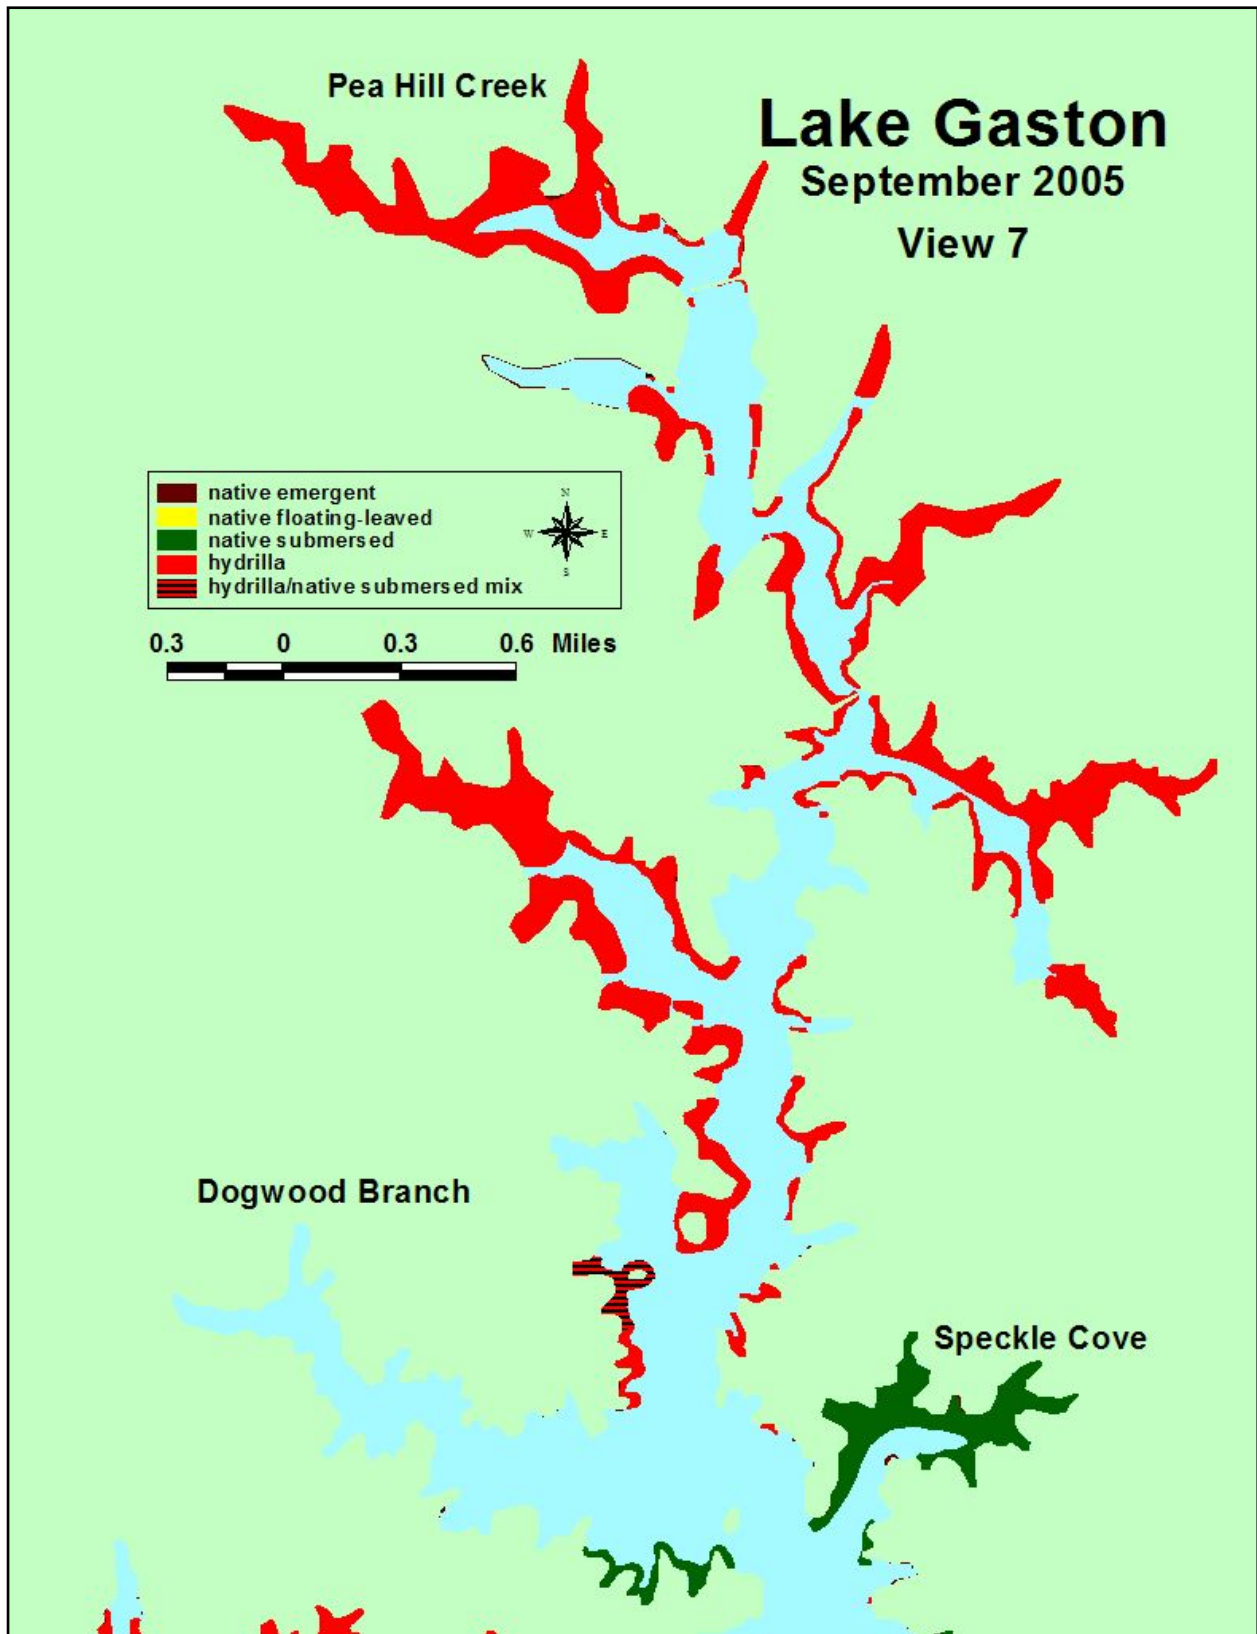 Pea Hill Creek
Lake Gaston
September 2005
View 7
native emergent
native floating-leaved
native submersed
hydrilla
hydrilla/native submersed mix
N
W E
S
0.3 0 0.3 0.6 Miles
Dogwood Branch
Speckle Cove